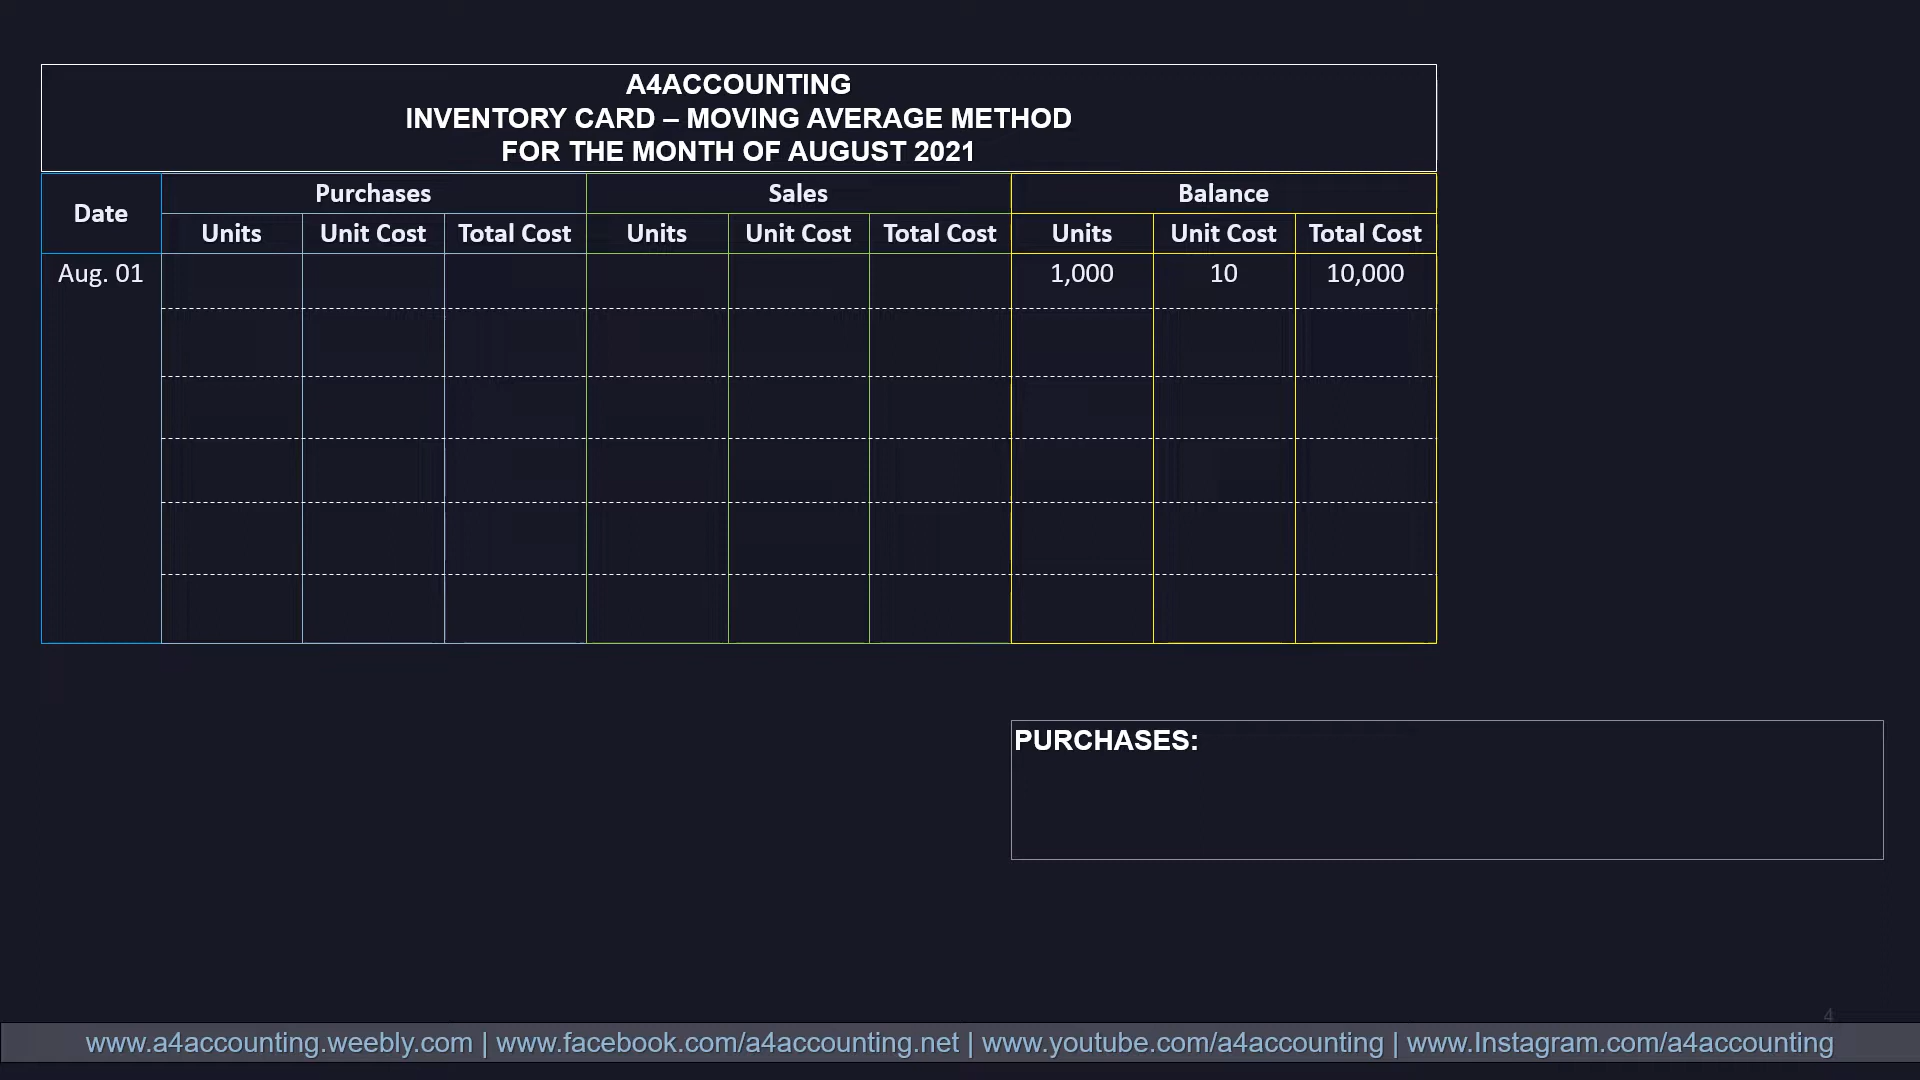 A4ACCOUNTING
INVENTORY CARD – MOVING AVERAGE METHOD
FOR THE MONTH OF AUGUST 2021
Date Purchases Sales Balance
Units Unit Cost Total Cost Units Unit Cost Total Cost Units Unit Cost Total Cost
Aug. 01 1,000 10 10,000
PURCHASES:
4
www.a4accounting.weebly.com | www.facebook.com/a4accounting.net | www.youtube.com/a4accounting | www.Instagram.com/a4accounting